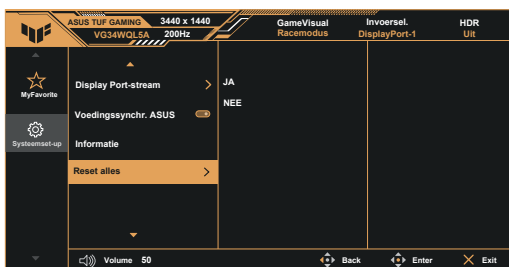 ASUS TUF GAMING 3440 x 1440
VG34WQL5A 200Hz
GameVisual
Racemodus
Invoersel.
DisplayPort-1
HDR
Uit
MyFavorite
Systeemset-up
Display Port-stream
Voedingssynchr. ASUS
Informatie
Reset alles
JA
NEE
Volume 50
Back
Enter
Exit